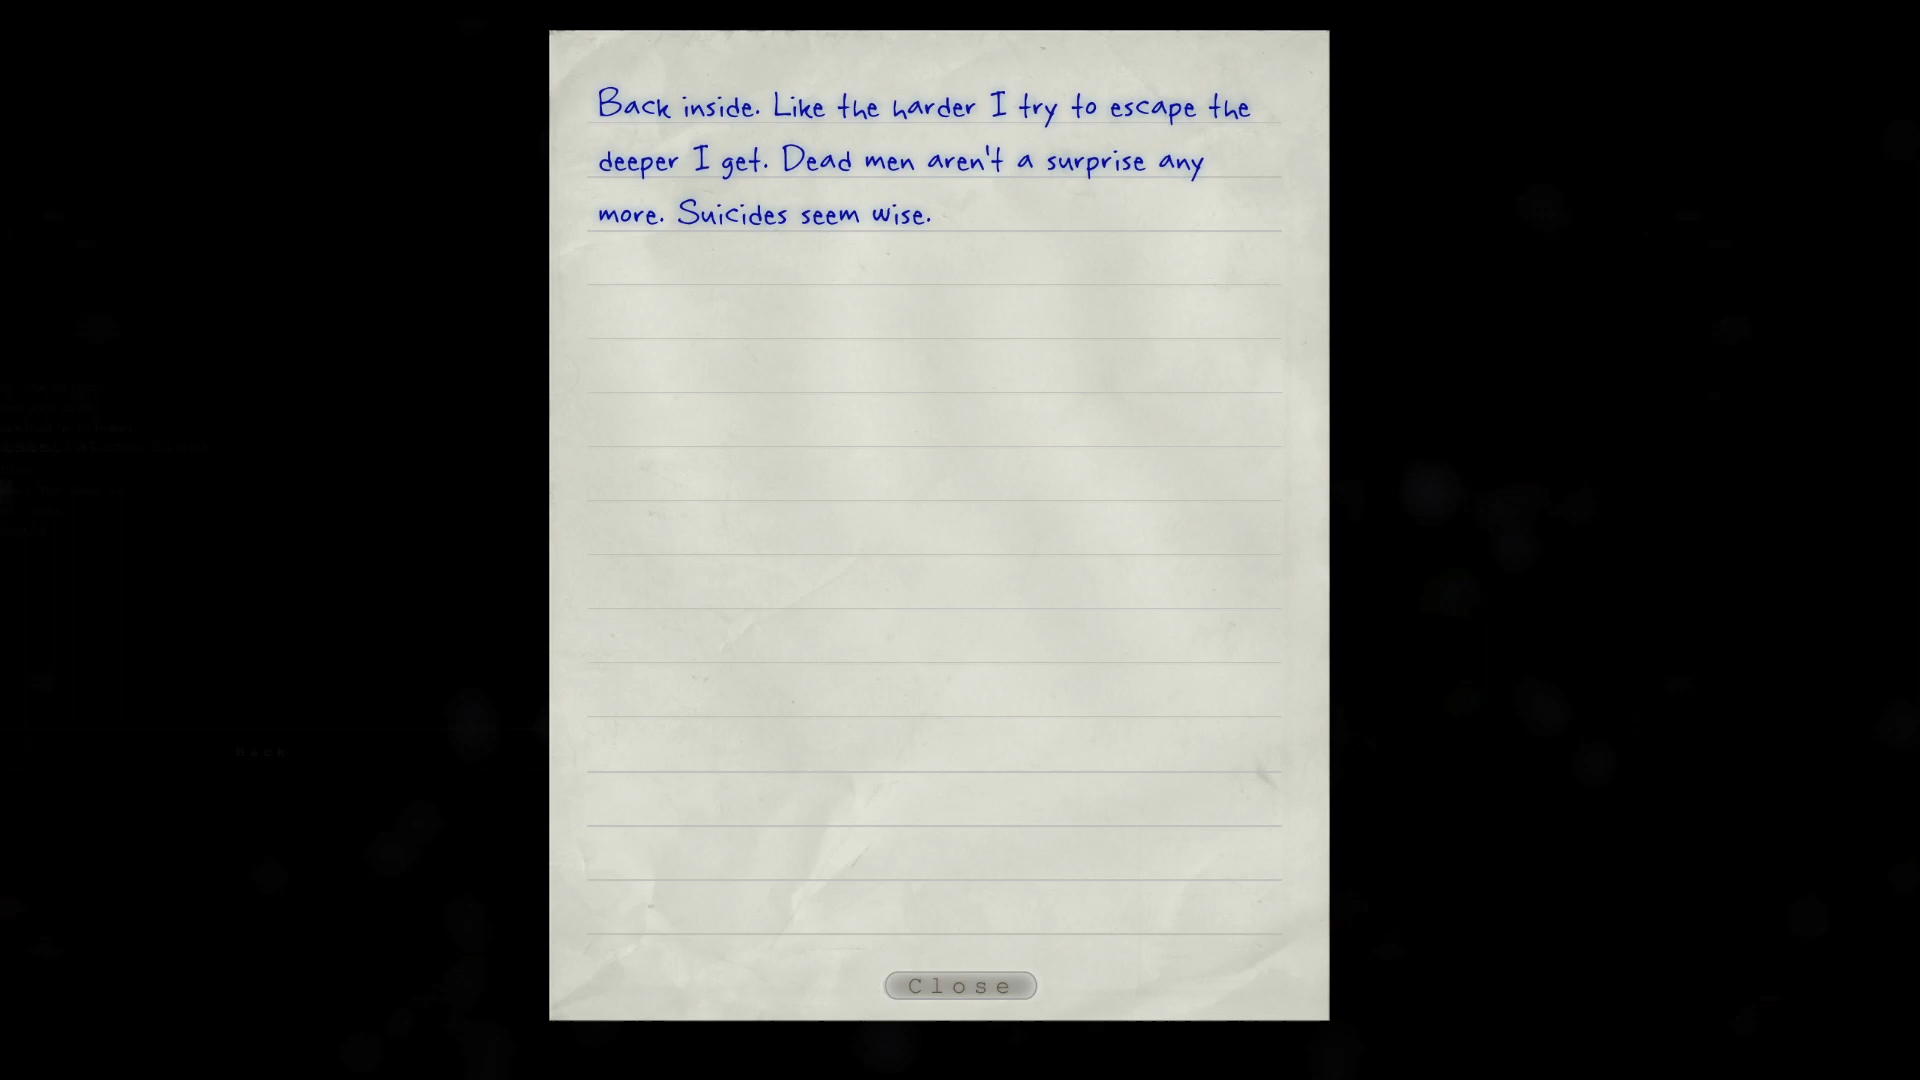 Back inside. Like the harder I try to escape the
deeper I get. Dead men aren't a surprise any
more. Suicides seem wise.
Back
Close